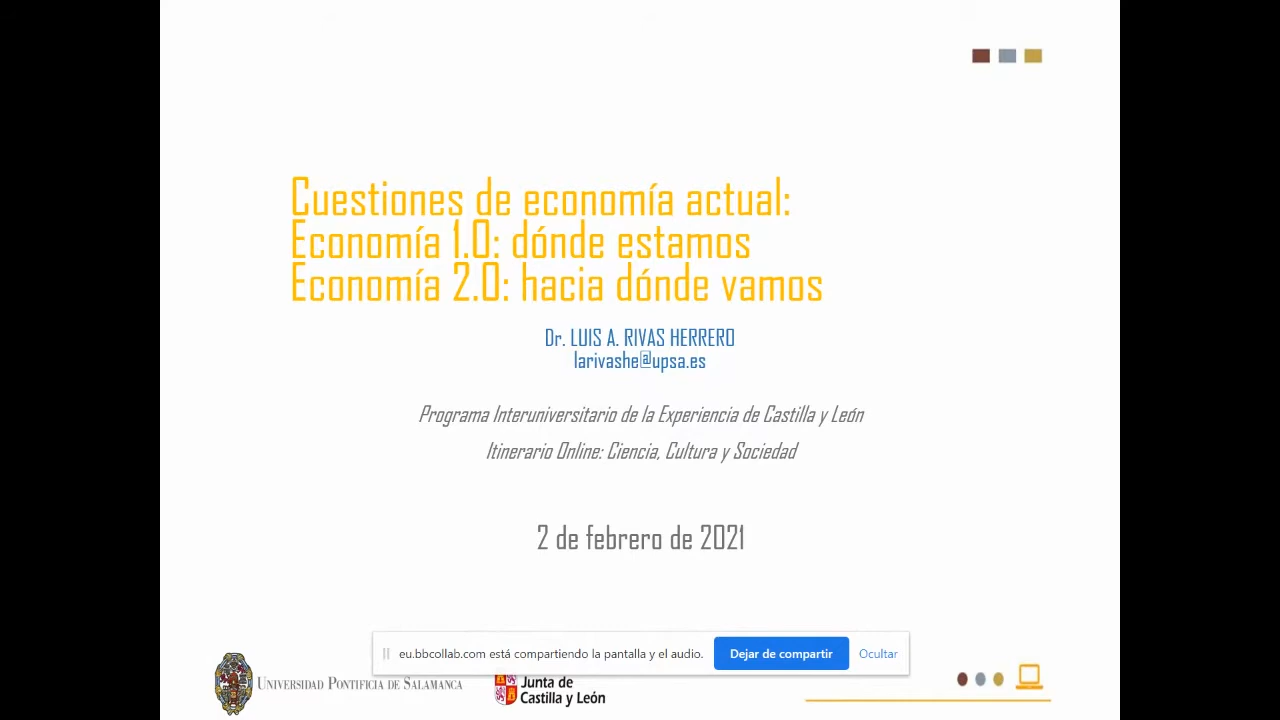 Cuestiones de economía actual:
Economía 1.0: dónde estamos
Economía 2.0: hacia dónde vamos
Dr. LUIS A. RIVAS HERRERO
larivashe@upsa.es
Programa Interuniversitario de la Experiencia de Castilla y León
Itinerario Online: Ciencia, Cultura y Sociedad
2 de febrero de 2021
eu.bbcollab.com está compartiendo la pantalla y el audio. Dejar de compartir Ocultar
UNIVERSIDAD PONTIFICIA DE SALAMANCA
Junta de
Castilla y León